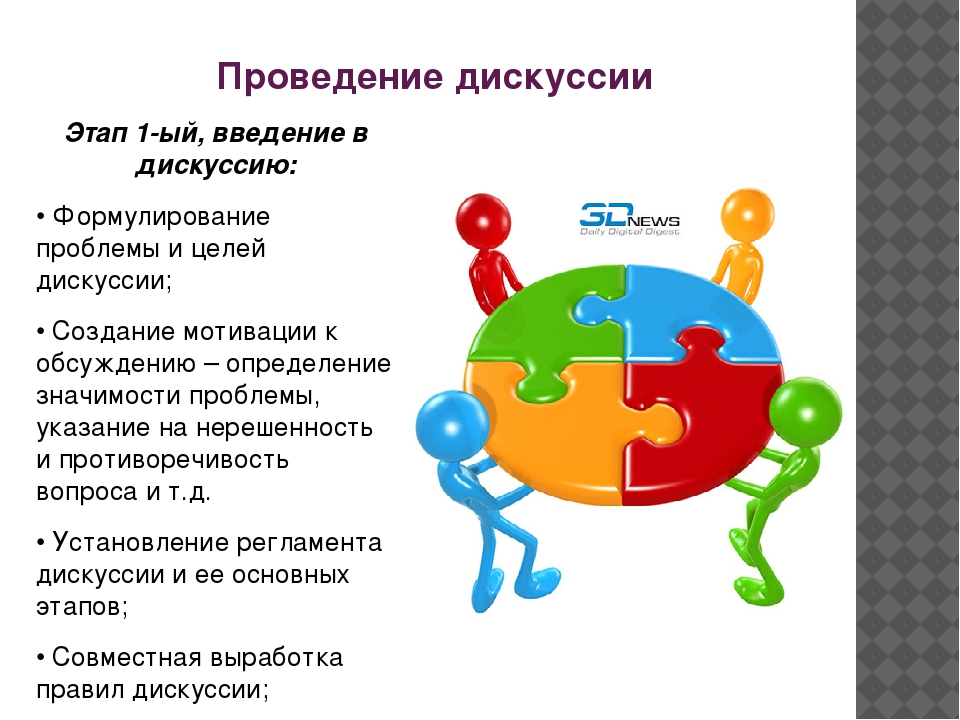 Проведение дискуссии
Этап 1-ый, введение в
дискуссию:
• Формулирование
проблемы и целей
дискуссии;
• Создание мотивации к
обсуждению – определение
значимости проблемы,
указание на нерешенность
и противоречивость
вопроса и т.д.
• Установление регламента
дискуссии и ее основных
этапов;
• Совместная выработка
правил дискуссии;
3DNEWS
Daily Digital Digest